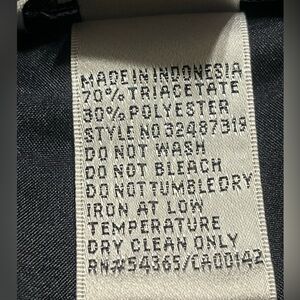 MADE IN INDONESIA
70% TRIACETATE
30% POLYESTER
STYLE NO 32487B19
DO NOT WASH
DO NOT BLEACH
DO NOT TUMBLE DRY
IRON AT LOW
TEMPERATURE
DRY CLEAN ONLY
RN#54365/CA00142